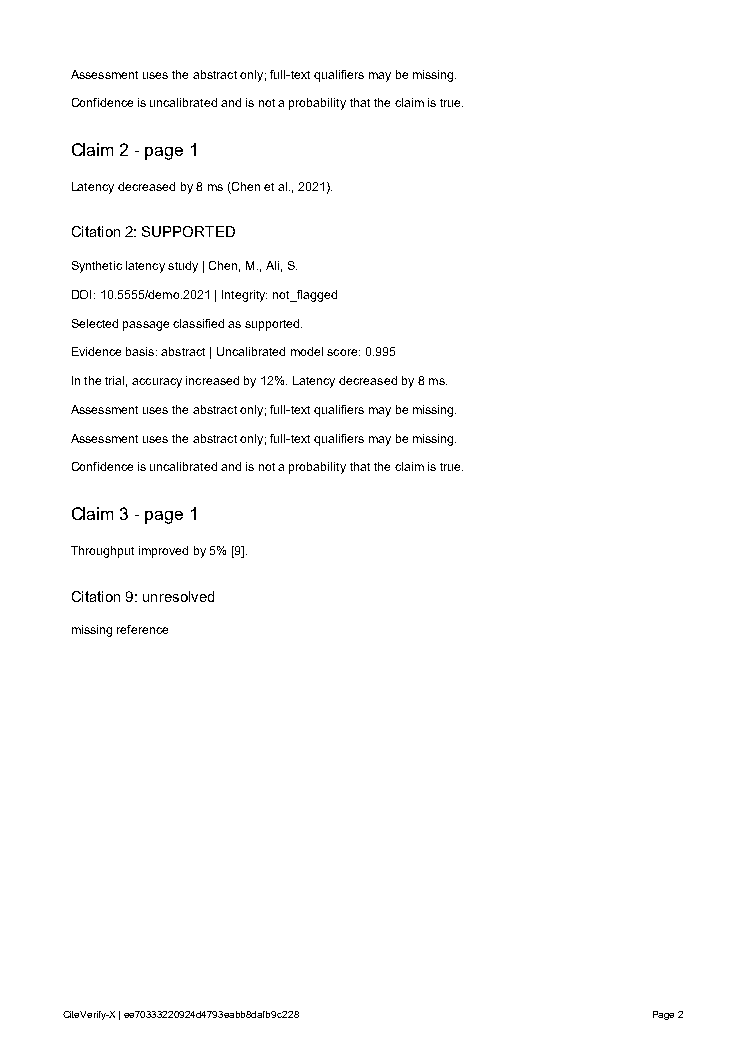 Assessment uses the abstract only; full-text qualifiers may be missing.
Confidence is uncalibrated and is not a probability that the claim is true.
Claim 2 - page 1
Latency decreased by 8 ms (Chen et al., 2021).
Citation 2: SUPPORTED
Synthetic latency study | Chen, M., Ali, S.
DOI: 10.5555/demo.2021 | Integrity: not_flagged
Selected passage classified as supported.
Evidence basis: abstract | Uncalibrated model score: 0.995
In the trial, accuracy increased by 12%. Latency decreased by 8 ms.
Assessment uses the abstract only; full-text qualifiers may be missing.
Assessment uses the abstract only; full-text qualifiers may be missing.
Confidence is uncalibrated and is not a probability that the claim is true.
Claim 3 - page 1
Throughput improved by 5% [9].
Citation 9: unresolved
missing reference
CiteVerify-X | ee70333220924d4793eabb8dafb9c228
Page 2